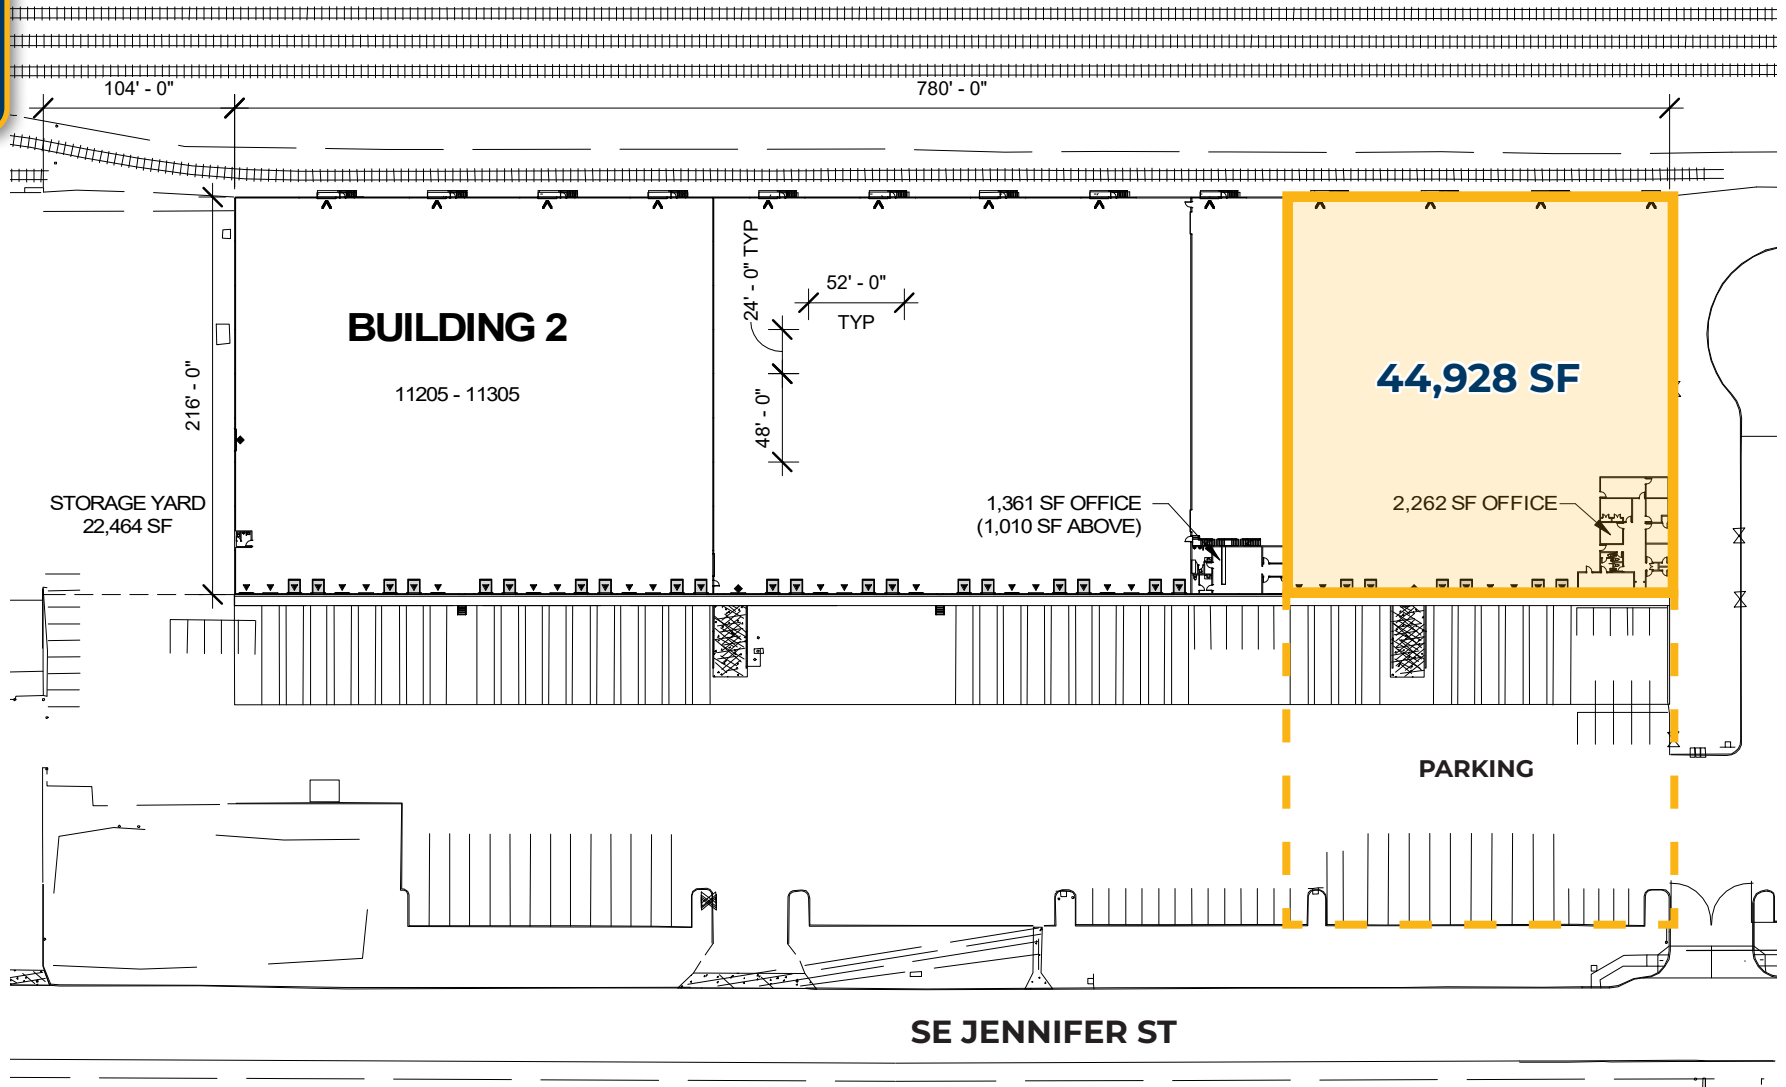 104' - 0"
780' - 0"
24' - 0" TYP
52' - 0"
TYP
BUILDING 2
11205 - 11305
216' - 0"
48' - 0"
44,928 SF
STORAGE YARD
22,464 SF
1,361 SF OFFICE
(1,010 SF ABOVE)
2,262 SF OFFICE
PARKING
SE JENNIFER ST